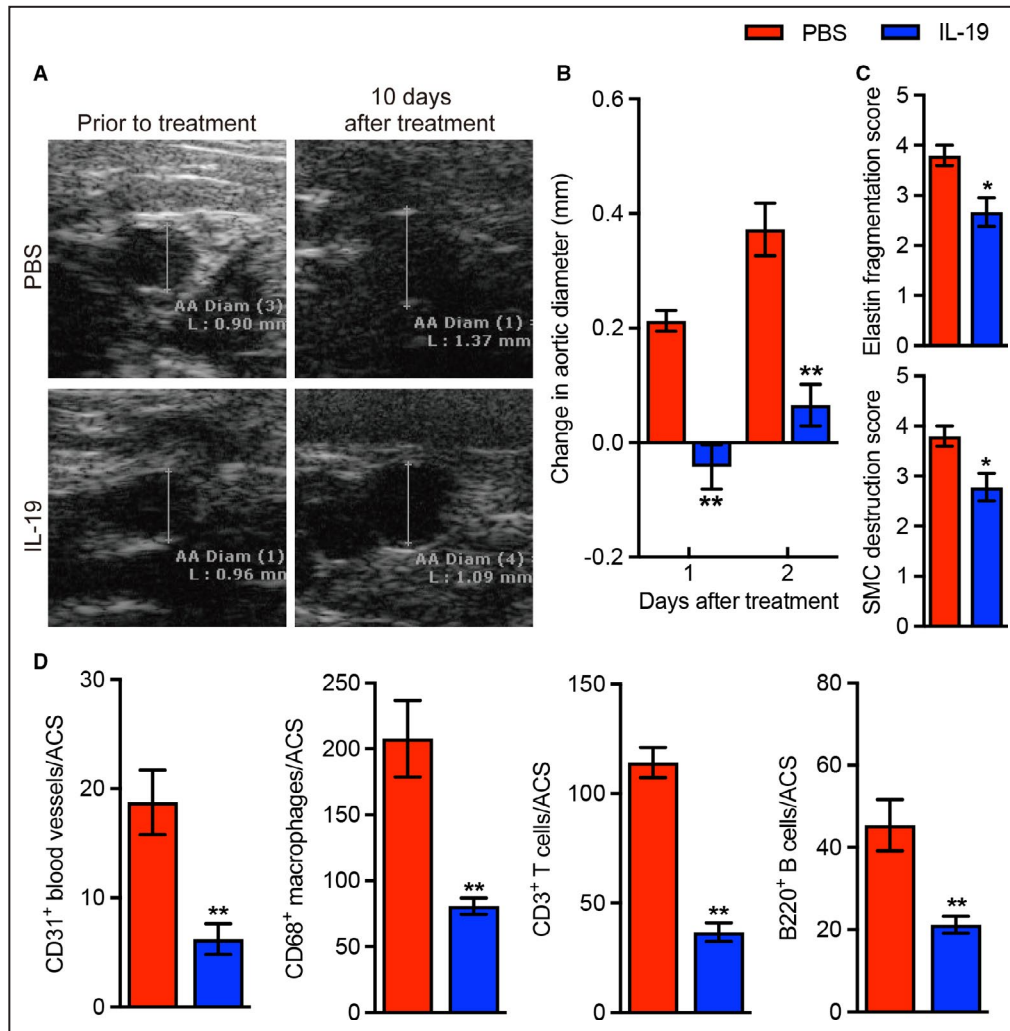 PBS IL-19
A
Prior to treatment
10 days
after treatment
PBS
AA Diam (3)
L : 0.90 mm
AA Diam (1) =
L : 1.37 mm
IL-19
AA Diam (1)
L : 0.96 mm
AA Diam (4) =
L : 1.09 mm
B
Change in aortic diameter (mm)
0.6
0.4
0.2
0.0
-0.2
**
**
1 2
Days after treatment
C
Elastin fragmentation score
5
4
3
2
1
0
*
SMC destruction score
5
4
3
2
1
0
*
D
CD31+ blood vessels/ACS
30
20
10
0
**
CD68+ macrophages/ACS
250
200
150
100
50
0
**
CD3+ T cells/ACS
150
100
50
0
**
B220+ B cells/ACS
80
60
40
20
0
**